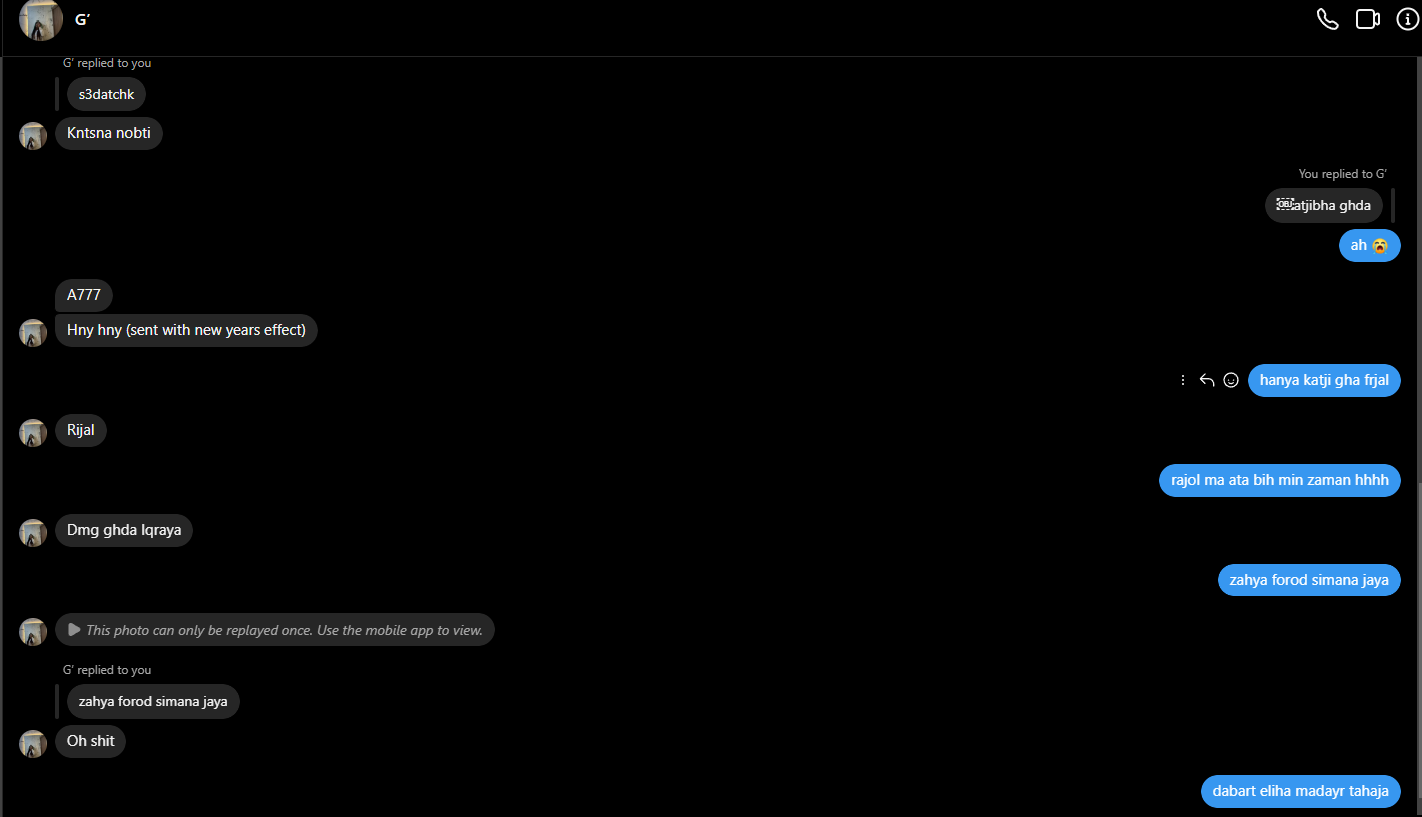 G’
G’ replied to you
s3datchk
Kntsna nobti
You replied to G’
atjibha ghda
ah 😭
A777
Hny hny (sent with new years effect)
hanya katji gha frjal
Rijal
rajol ma ata bih min zaman hhhh
Dmg ghda lqraya
zahya forod simana jaya
This photo can only be replayed once. Use the mobile app to view.
G’ replied to you
zahya forod simana jaya
Oh shit
dabart eliha madayr tahaja